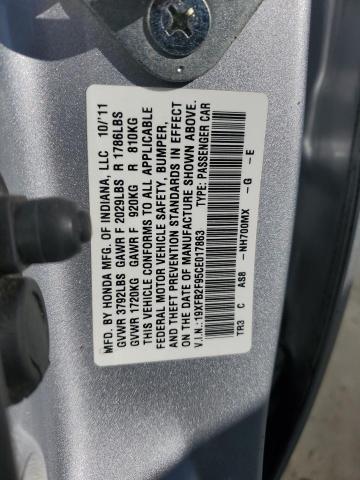 MFD. BY HONDA MFG. OF INDIANA, LLC 10/'11
GVWR 3792LBS GAWR F 2029LBS R 1786LBS
GVWR 1720KG GAWR F 920KG R 810KG
THIS VEHICLE CONFORMS TO ALL APPLICABLE
FEDERAL MOTOR VEHICLE SAFETY, BUMPER,
AND THEFT PREVENTION STANDARDS IN EFFECT
ON THE DATE OF MANUFACTURE SHOWN ABOVE.
V.I.N.: 19XFB2F95CE017863 TYPE: PASSENGER CAR
TR3 C AS8 -NH700MX -G -E